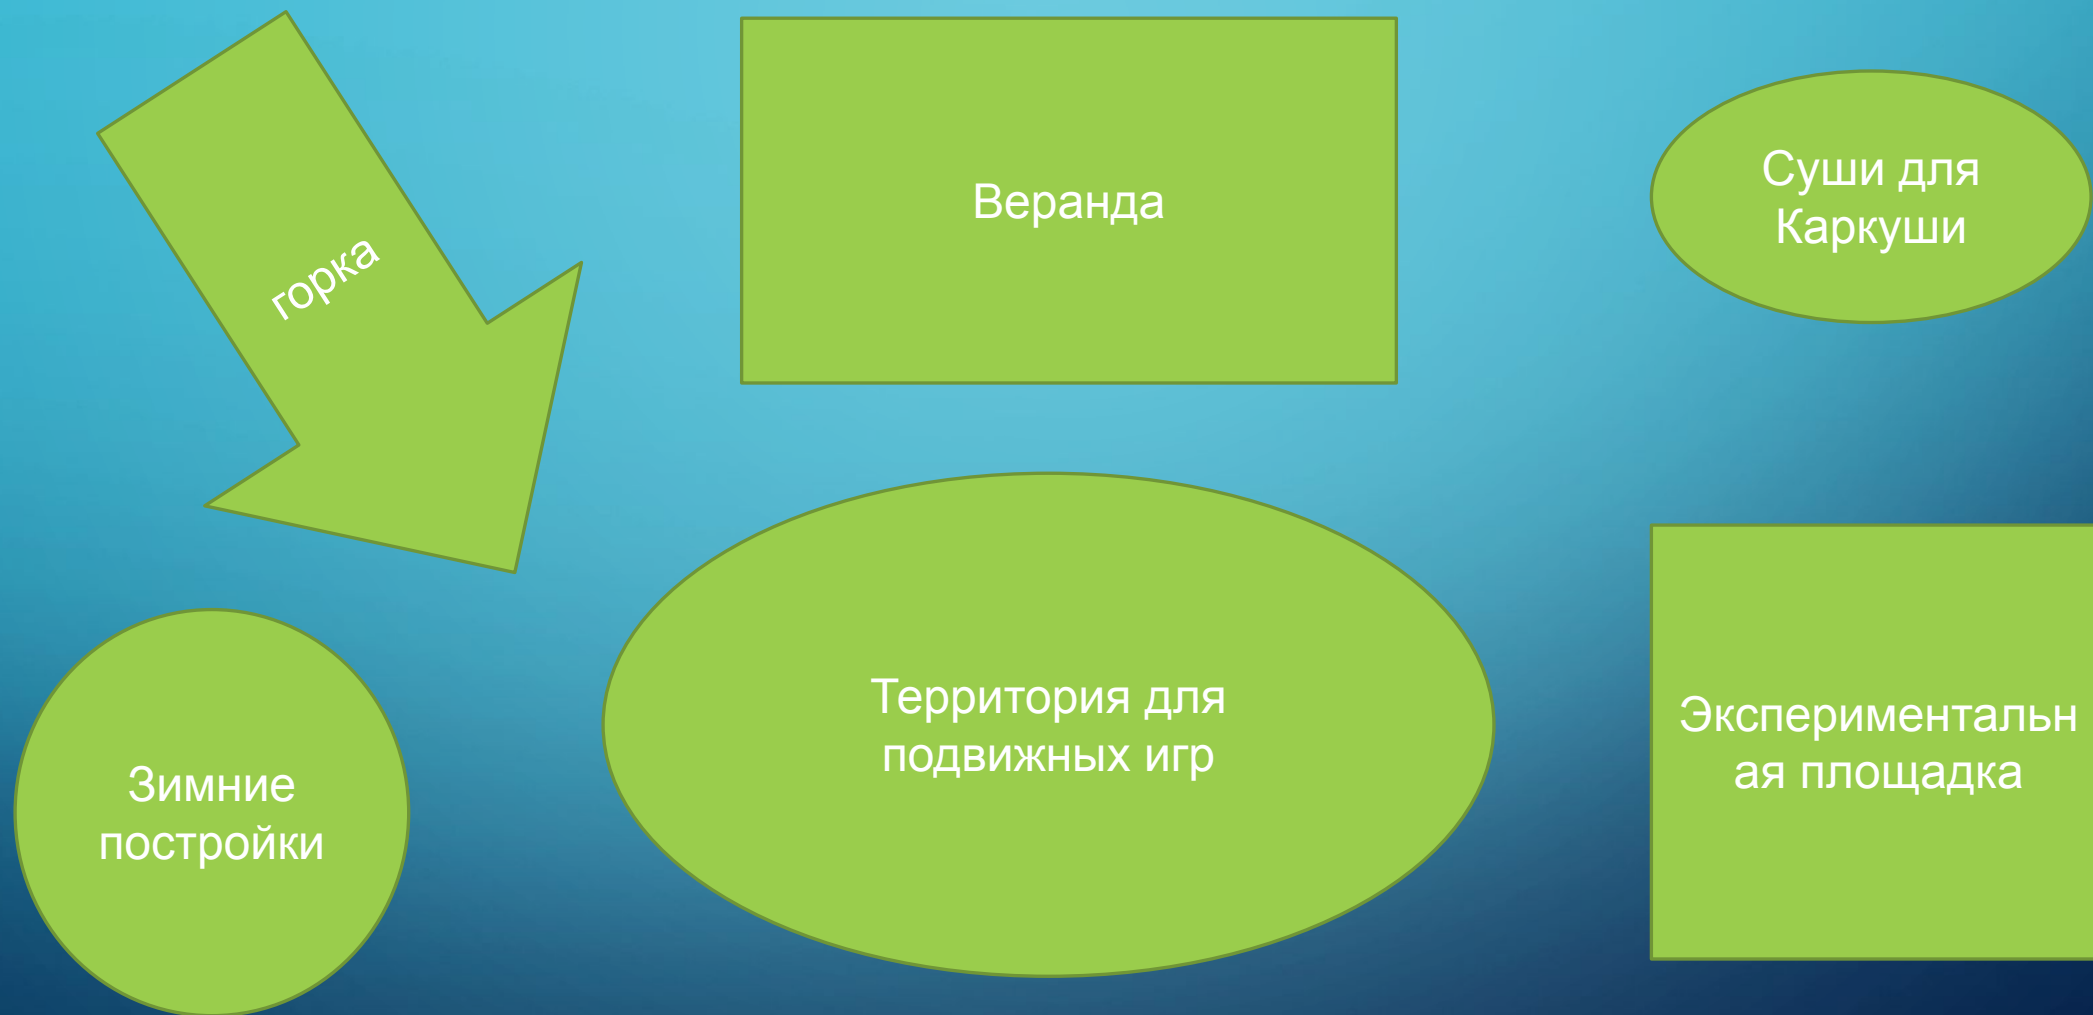 горка
Веранда
Суши для
Каркуши
Зимние
постройки
Территория для
подвижных игр
Экспериментальн
ая площадка